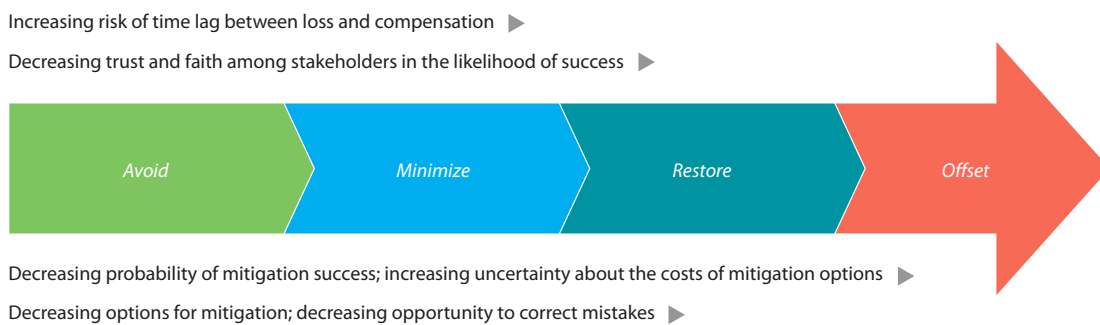 Increasing risk of time lag between loss and compensation
Decreasing trust and faith among stakeholders in the likelihood of success
Avoid
Minimize
Restore
Offset
Decreasing probability of mitigation success; increasing uncertainty about the costs of mitigation options
Decreasing options for mitigation; decreasing opportunity to correct mistakes